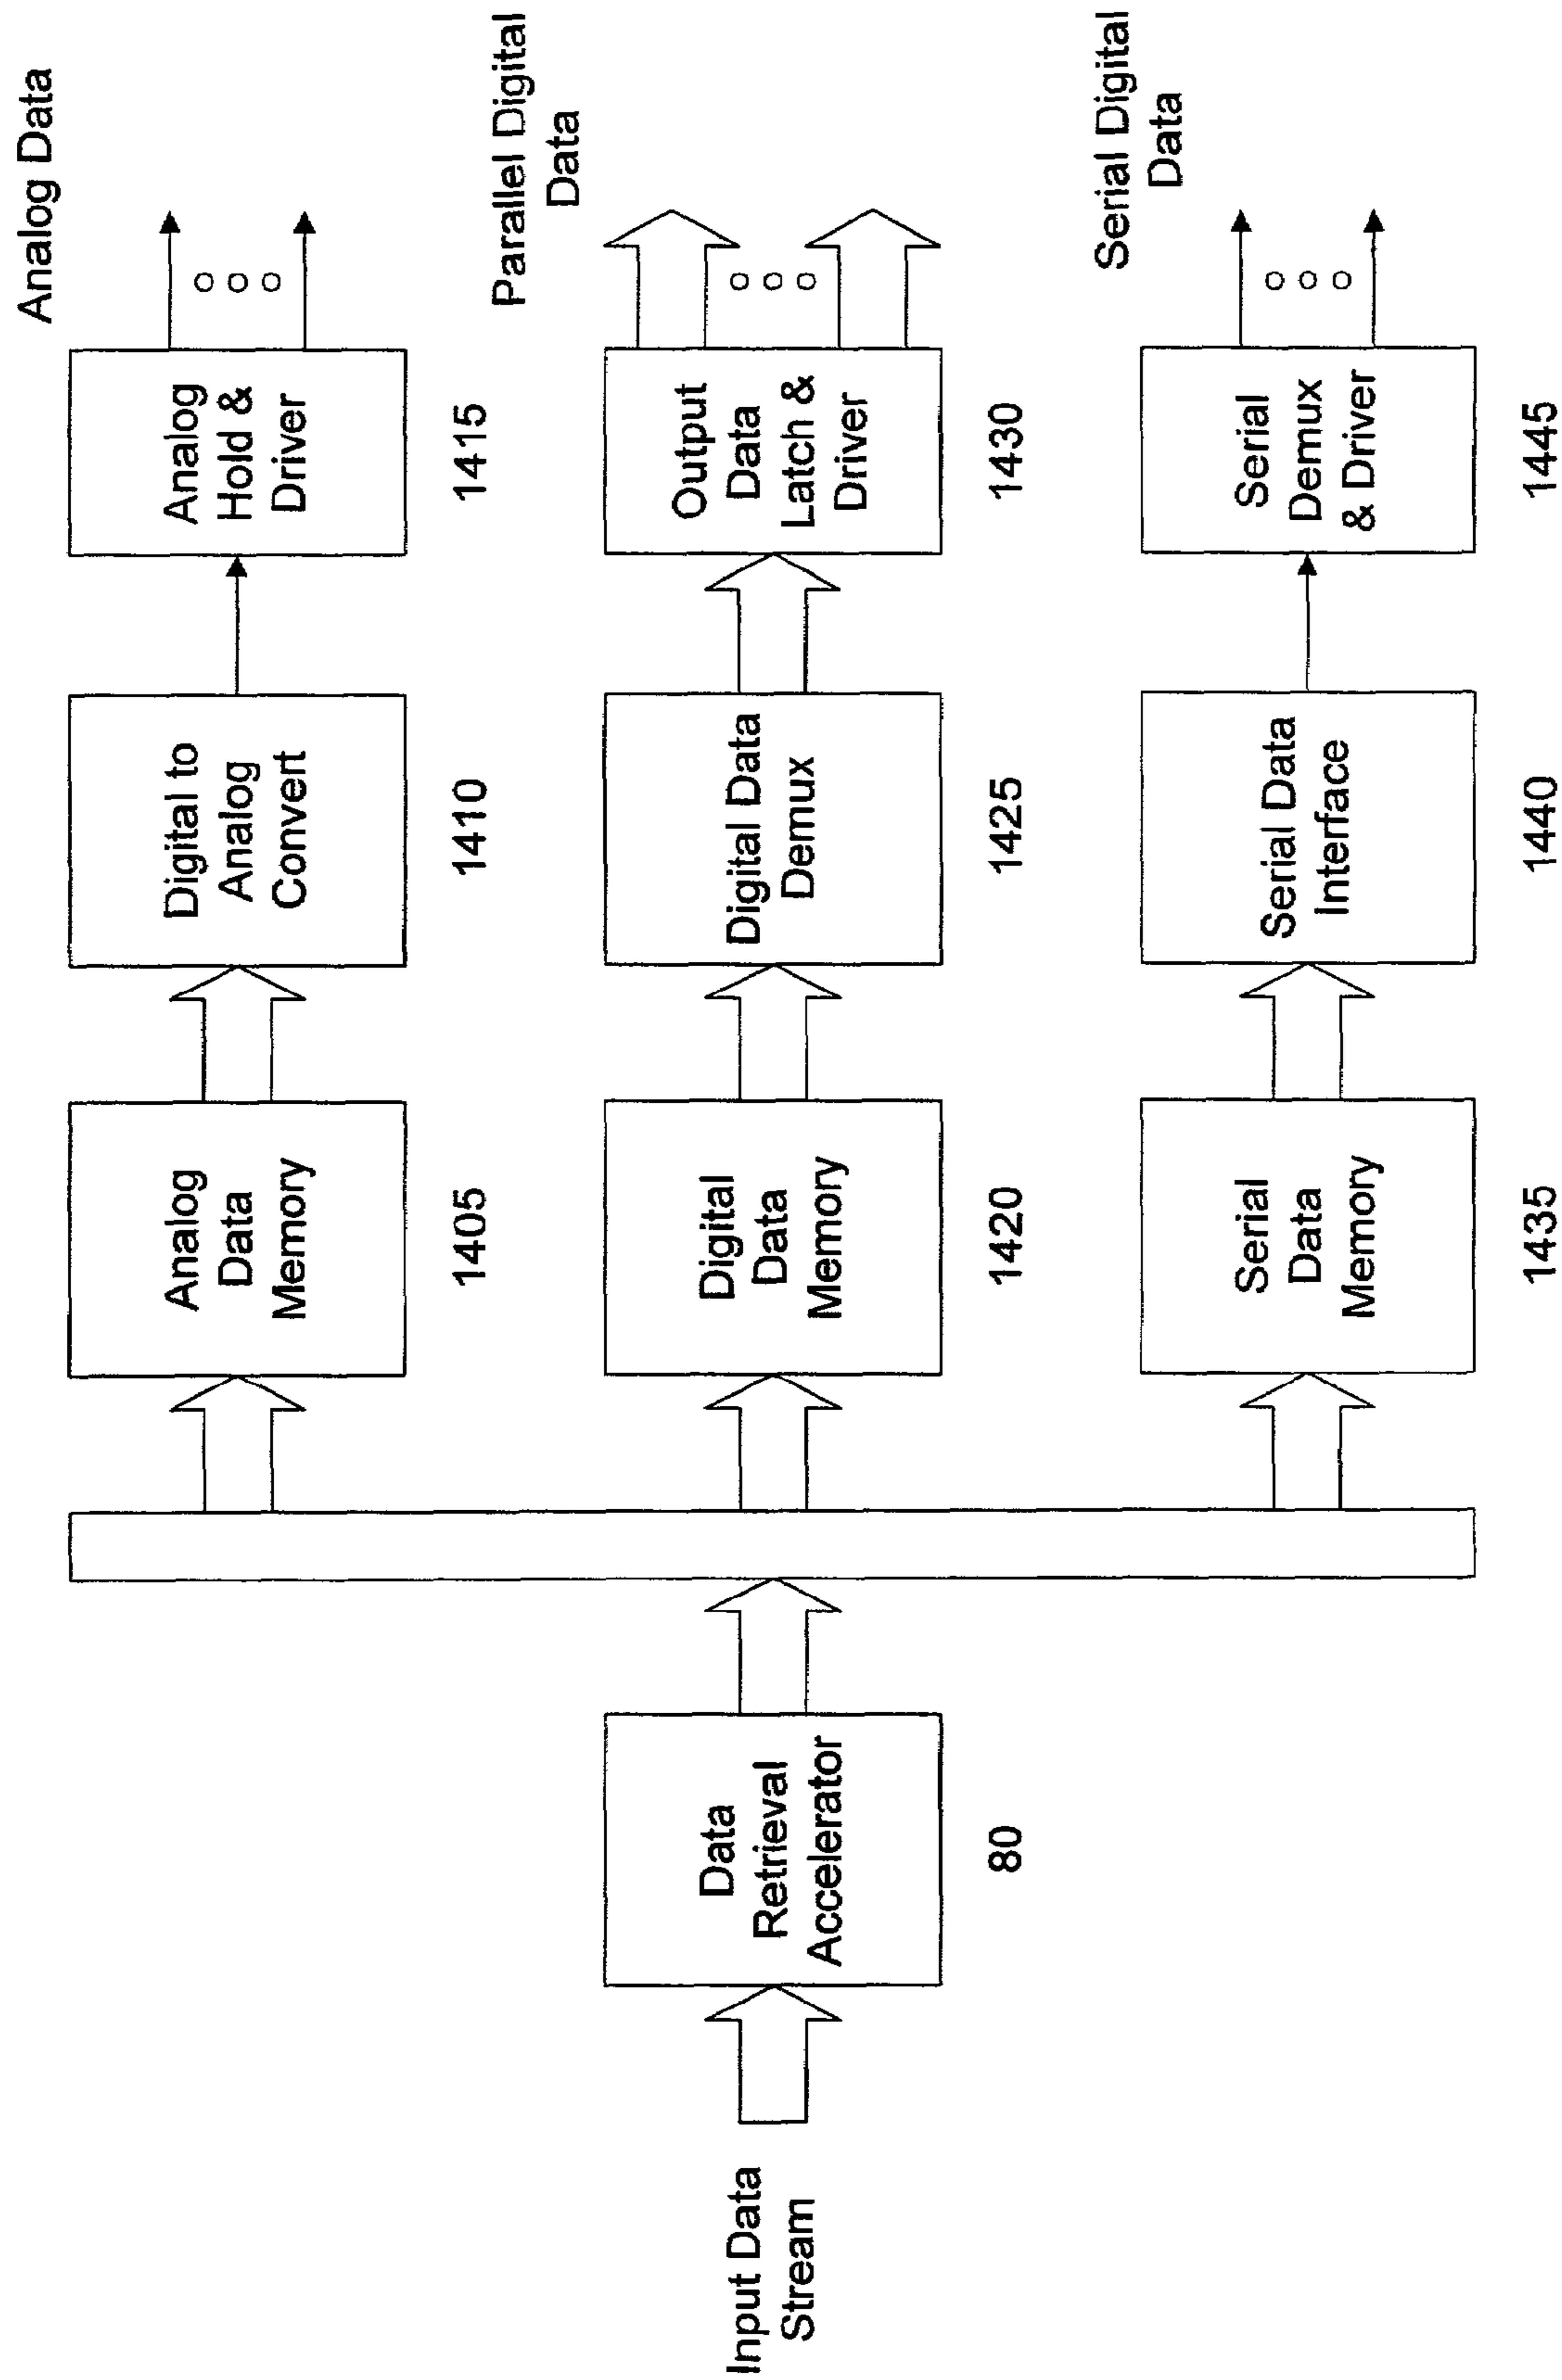 Input Data
Stream
Data
Retrieval
Accelerator
80
Analog
Data
Memory
1405
Digital to
Analog
Convert
1410
Analog
Hold &
Driver
1415
Analog Data
Digital
Data
Memory
1420
Digital Data
Demux
1425
Output
Data
Latch &
Driver
1430
Parallel Digital
Data
Serial
Data
Memory
1435
Serial Data
Interface
1440
Serial
Demux
& Driver
1445
Serial Digital
Data